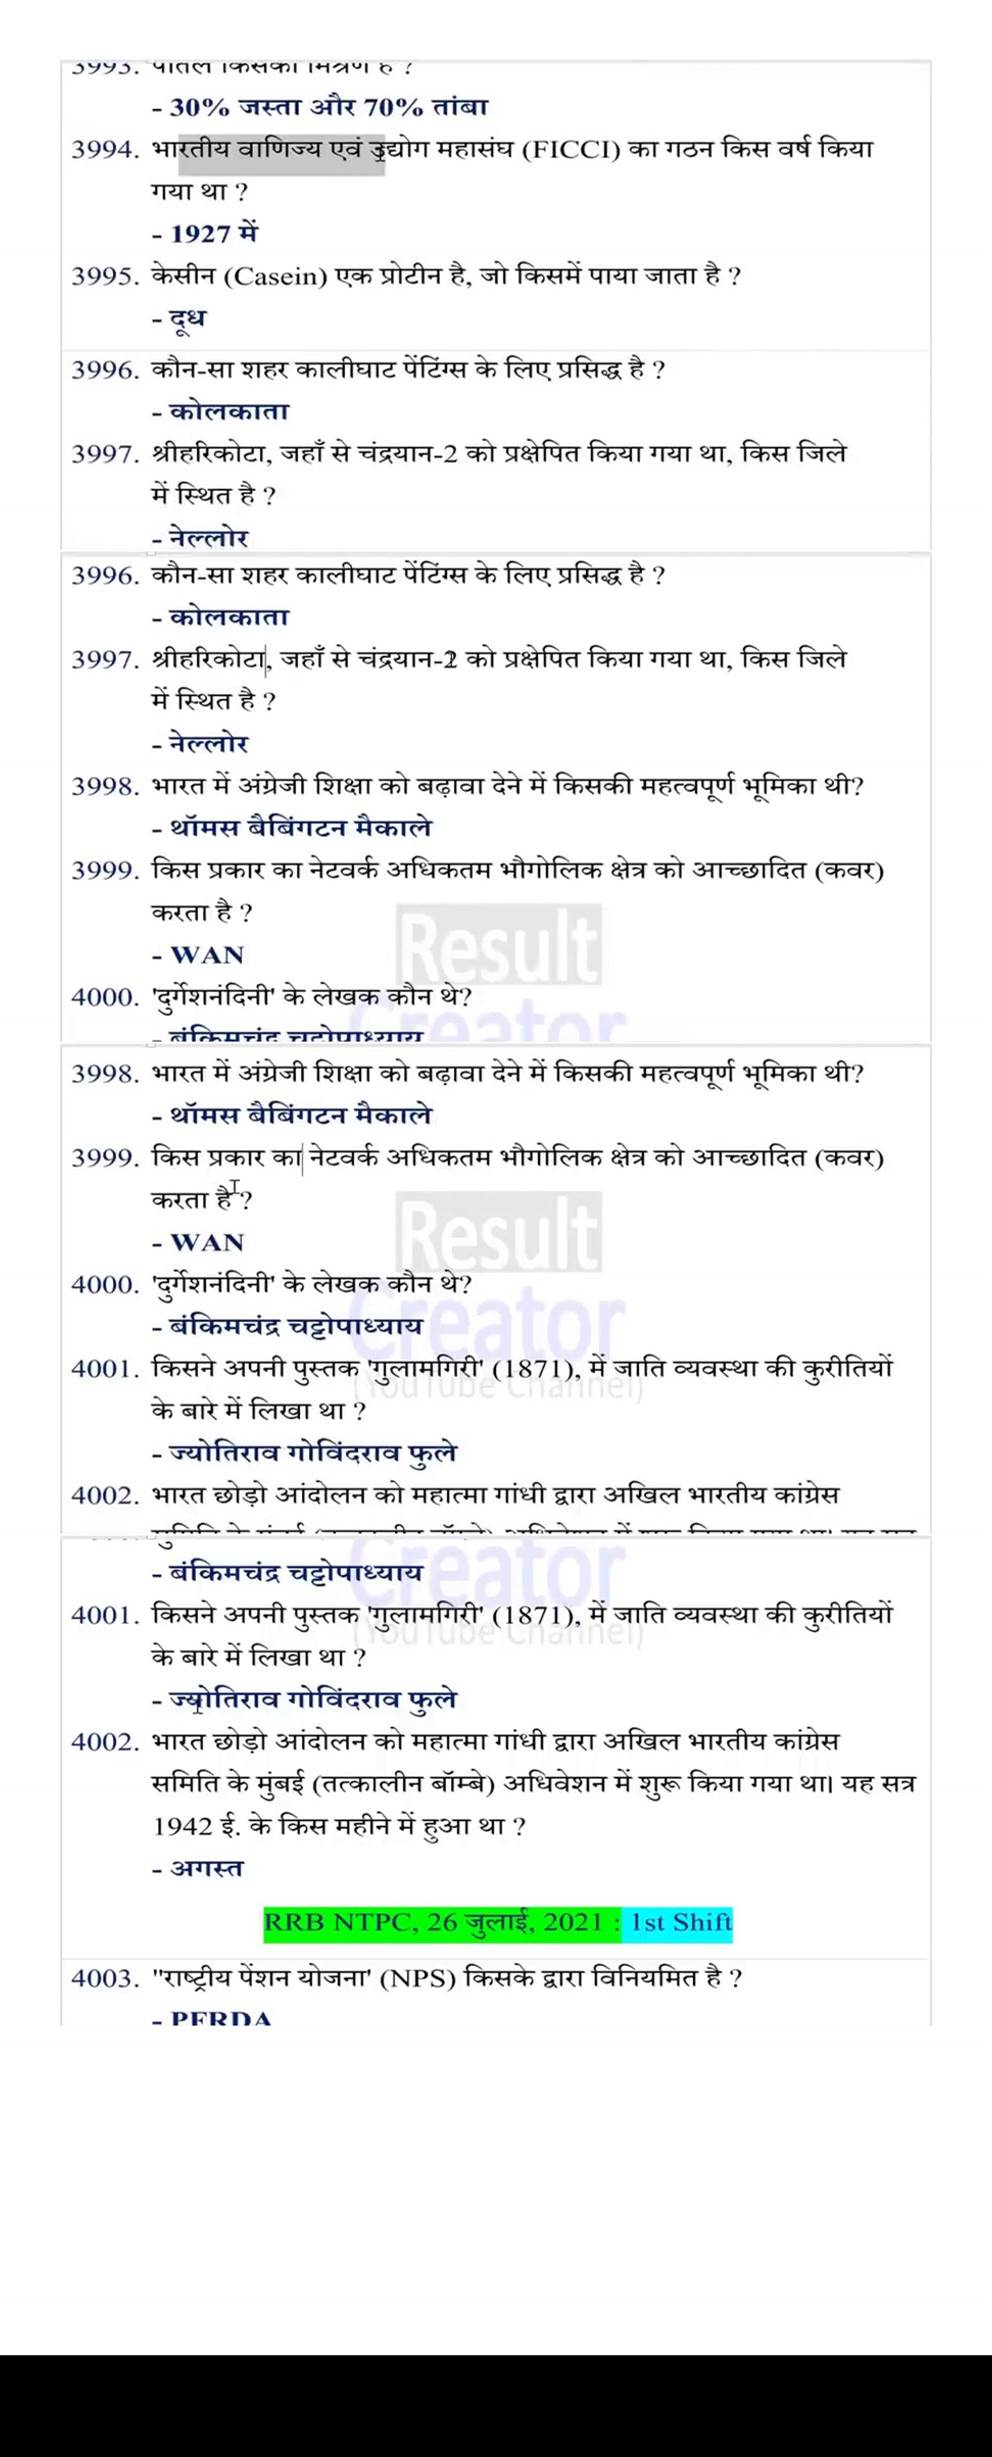 3993. पीतल किसका मिश्रण है ?
- 30% जस्ता और 70% तांबा
3994. भारतीय वाणिज्य एवं उद्योग महासंघ (FICCI) का गठन किस वर्ष किया
गया था ?
- 1927 में
3995. केसीन (Casein) एक प्रोटीन है, जो किसमें पाया जाता है ?
- दूध
3996. कौन-सा शहर कालीघाट पेंटिंग्स के लिए प्रसिद्ध है ?
- कोलकाता
3997. श्रीहरिकोटा, जहाँ से चंद्रयान-2 को प्रक्षेपित किया गया था, किस जिले
में स्थित है ?
- नेल्लोर
3996. कौन-सा शहर कालीघाट पेंटिंग्स के लिए प्रसिद्ध है ?
- कोलकाता
3997. श्रीहरिकोटा, जहाँ से चंद्रयान-2 को प्रक्षेपित किया गया था, किस जिले
में स्थित है ?
- नेल्लोर
3998. भारत में अंग्रेजी शिक्षा को बढ़ावा देने में किसकी महत्वपूर्ण भूमिका थी?
- थॉमस बैबिंगटन मैकाले
3999. किस प्रकार का नेटवर्क अधिकतम भौगोलिक क्षेत्र को आच्छादित (कवर)
करता है ?
Result
- WAN
4000. 'दुर्गेशनंदिनी' के लेखक कौन थे?
Creator
- बंकिमचंद्र चट्टोपाध्याय
3998. भारत में अंग्रेजी शिक्षा को बढ़ावा देने में किसकी महत्वपूर्ण भूमिका थी?
- थॉमस बैबिंगटन मैकाले
3999. किस प्रकार का नेटवर्क अधिकतम भौगोलिक क्षेत्र को आच्छादित (कवर)
करता है ?
Result
- WAN
4000. 'दुर्गेशनंदिनी' के लेखक कौन थे?
Creator
- बंकिमचंद्र चट्टोपाध्याय
4001. किसने अपनी पुस्तक 'गुलामगिरी' (1871), में जाति व्यवस्था की कुरीतियों
(YouTube Channel)
के बारे में लिखा था ?
- ज्योतिराव गोविंदराव फुले
4002. भारत छोड़ो आंदोलन को महात्मा गांधी द्वारा अखिल भारतीय कांग्रेस
Creator
- बंकिमचंद्र चट्टोपाध्याय
4001. किसने अपनी पुस्तक 'गुलामगिरी' (1871), में जाति व्यवस्था की कुरीतियों
(YouTube Channel)
के बारे में लिखा था ?
- ज्योतिराव गोविंदराव फुले
4002. भारत छोड़ो आंदोलन को महात्मा गांधी द्वारा अखिल भारतीय कांग्रेस
समिति के मुंबई (तत्कालीन बॉम्बे) अधिवेशन में शुरू किया गया था। यह सत्र
1942 ई. के किस महीने में हुआ था ?
- अगस्त
RRB NTPC, 26 जुलाई, 2021 : 1st Shift
4003. "राष्ट्रीय पेंशन योजना' (NPS) किसके द्वारा विनियमित है ?
- PFRDA